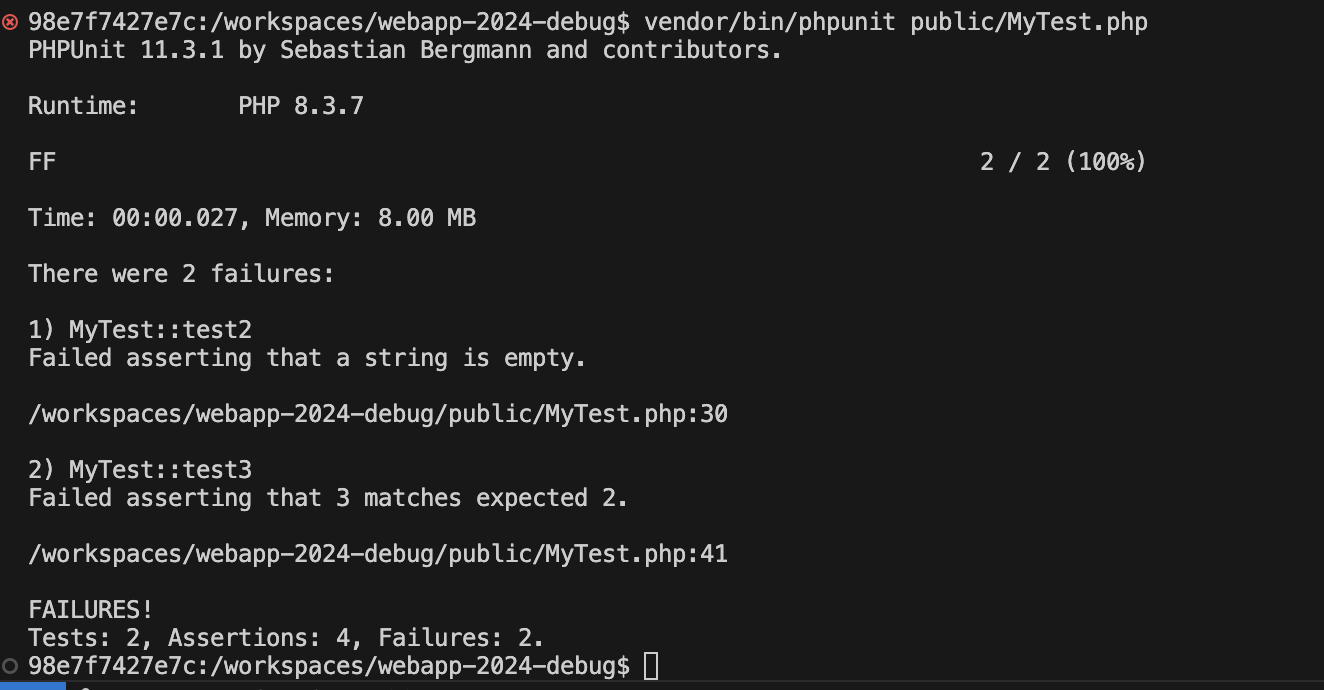 98e7f7427e7c:/workspaces/webapp-2024-debug$ vendor/bin/phpunit public/MyTest.php
PHPUnit 11.3.1 by Sebastian Bergmann and contributors.
Runtime:       PHP 8.3.7
FF                                                                  2 / 2 (100%)
Time: 00:00.027, Memory: 8.00 MB
There were 2 failures:
1) MyTest::test2
Failed asserting that a string is empty.
/workspaces/webapp-2024-debug/public/MyTest.php:30
2) MyTest::test3
Failed asserting that 3 matches expected 2.
/workspaces/webapp-2024-debug/public/MyTest.php:41
FAILURES!
Tests: 2, Assertions: 4, Failures: 2.
98e7f7427e7c:/workspaces/webapp-2024-debug$